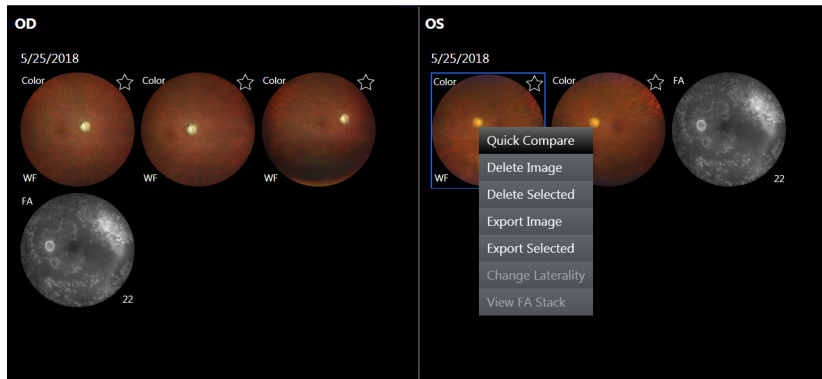 OD
5/25/2018
Color
Color
Color
WF
WF
WF
FA
22
OS
5/25/2018
Color
Color
FA
WF
22
Quick Compare
Delete Image
Delete Selected
Export Image
Export Selected
Change Laterality
View FA Stack